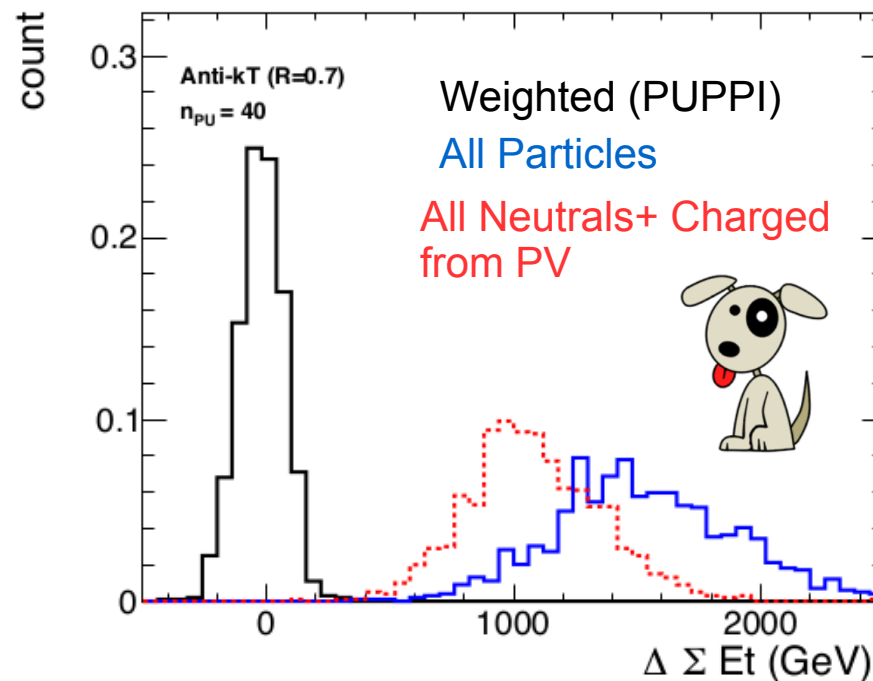 count
0.3
0.2
0.1
0
Anti-kT (R=0.7)
n_PU = 40
Weighted (PUPPI)
All Particles
All Neutrals+ Charged
from PV
0 1000 2000
Δ Σ Et (GeV)